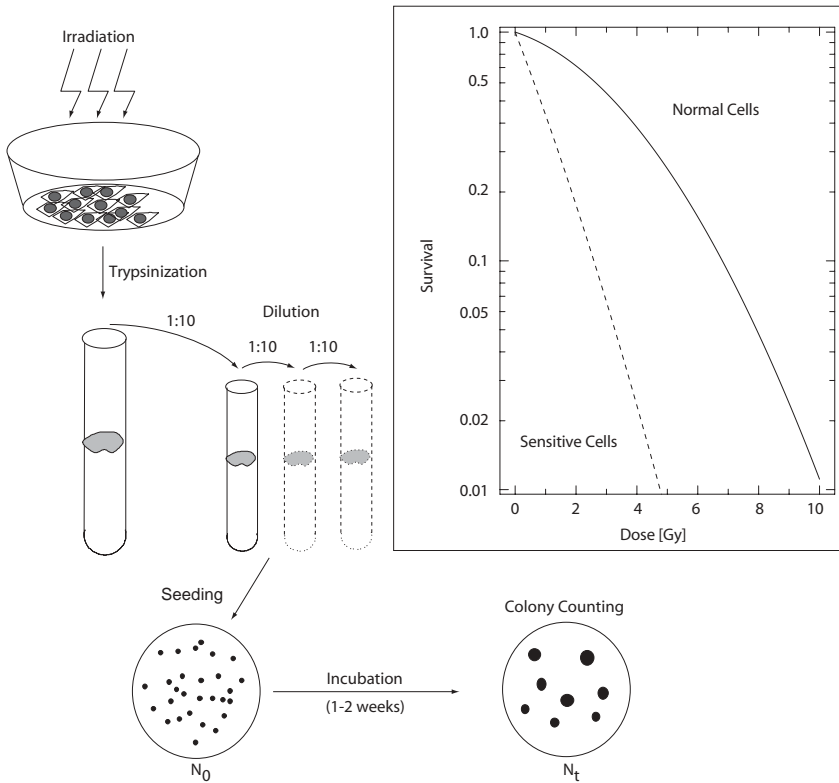 Irradiation
Trypsinization
Dilution
1:10
1:10
1:10
Seeding
N0
Incubation
(1-2 weeks)
Colony Counting
Nt
Survival
1.0
0.5
0.2
0.1
0.05
0.02
0.01
Normal Cells
Sensitive Cells
0 2 4 6 8 10
Dose [Gy]